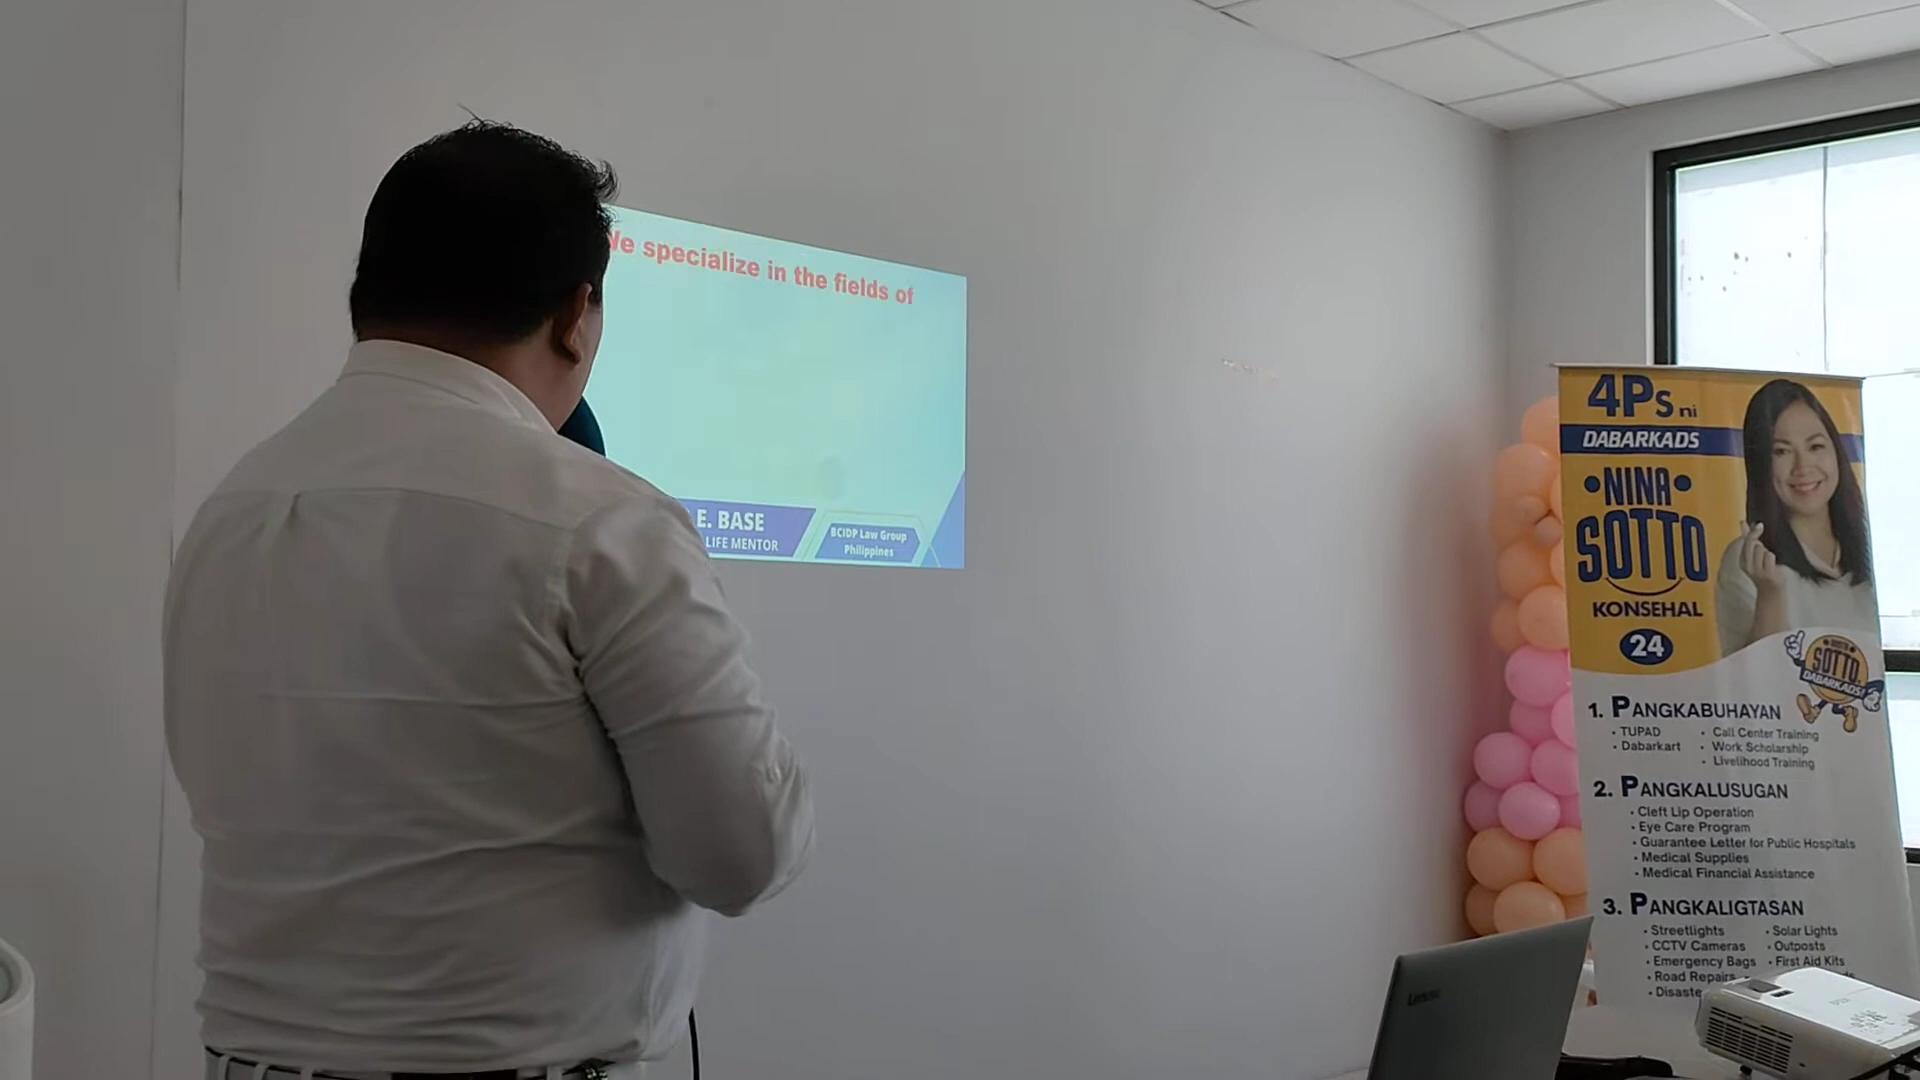 We specialize in the fields of
E. BASE
LIFE MENTOR
BCIDP Law Group
Philippines
4Ps ni
DABARKADS
•NINA•
SOTTO
KONSEHAL
24
NINA
SOTTO
DABARKADS
1. PANGKABUHAYAN
• TUPAD
• Dabarkart
• Call Center Training
• Work Scholarship
• Livelihood Training
2. PANGKALUSUGAN
• Cleft Lip Operation
• Eye Care Program
• Guarantee Letter for Public Hospitals
• Medical Supplies
• Medical Financial Assistance
3. PANGKALIGTASAN
• Streetlights
• CCTV Cameras
• Emergency Bags
• Road Repairs
• Disaste
• Solar Lights
• Outposts
• First Aid Kits
Lenovo